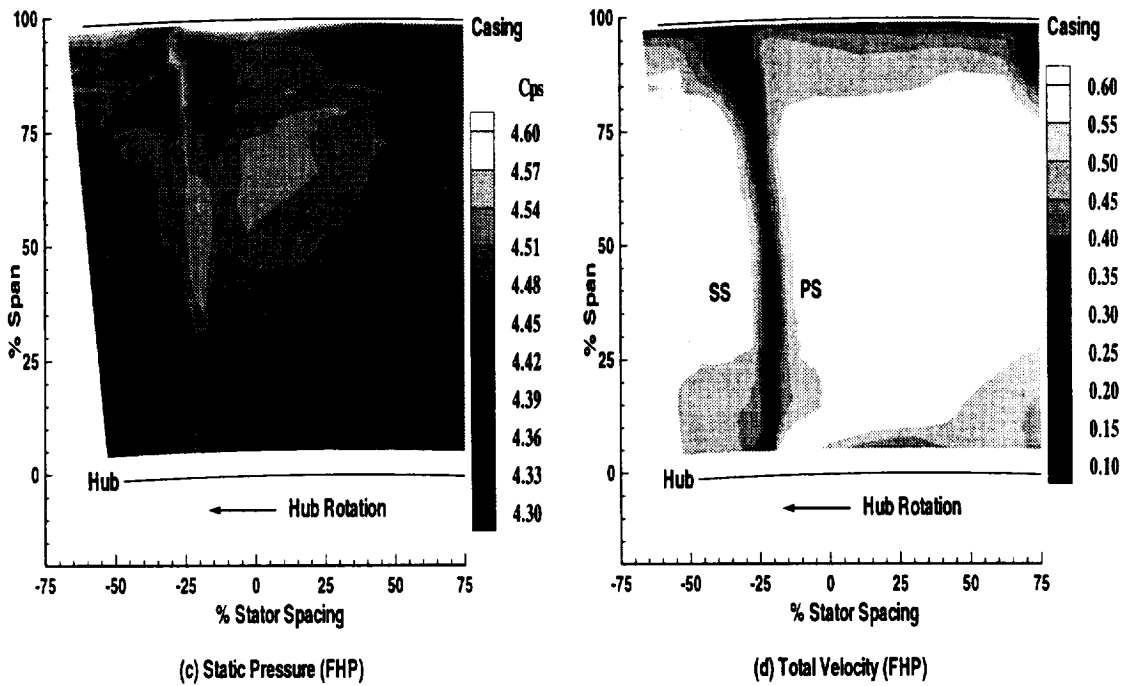 100
75
50
25
0
% Span
Casing
Cps
4.60
4.57
4.54
4.51
4.48
4.45
4.42
4.39
4.36
4.33
4.30
Hub
Hub Rotation
-75 -50 -25 0 25 50 75
% Stator Spacing
(c) Static Pressure (FHP)
100
75
50
25
0
% Span
Casing
0.60
0.55
0.50
0.45
0.40
0.35
0.30
0.25
0.20
0.15
0.10
SS
PS
Hub
Hub Rotation
-75 -50 -25 0 25 50 75
% Stator Spacing
(d) Total Velocity (FHP)